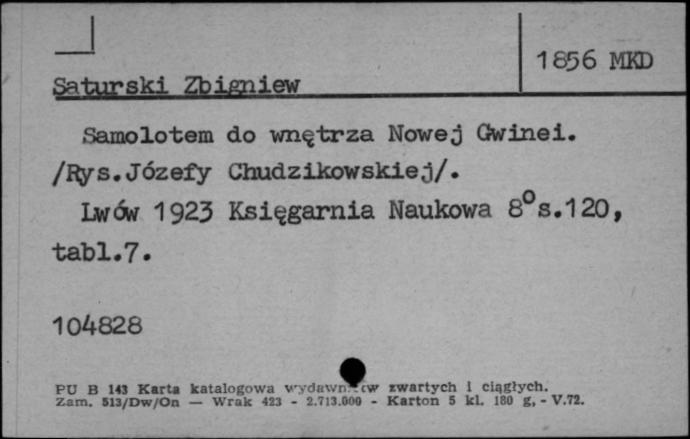 1856 MKD
Saturski Zbigniew
Samolotem do wnętrza Nowej Gwinei.
/Rys.Józefy Chudzikowskiej/.
Lwów 1923 Księgarnia Naukowa 8°s.120,
tabl.7.
104828
PU B 143 Karta katalogowa wydawnictw zwartych i ciągłych.
Zam. 513/Dw/On — Wrak 423 - 2.713.000 - Karton 5 kl. 180 g, - V.72.